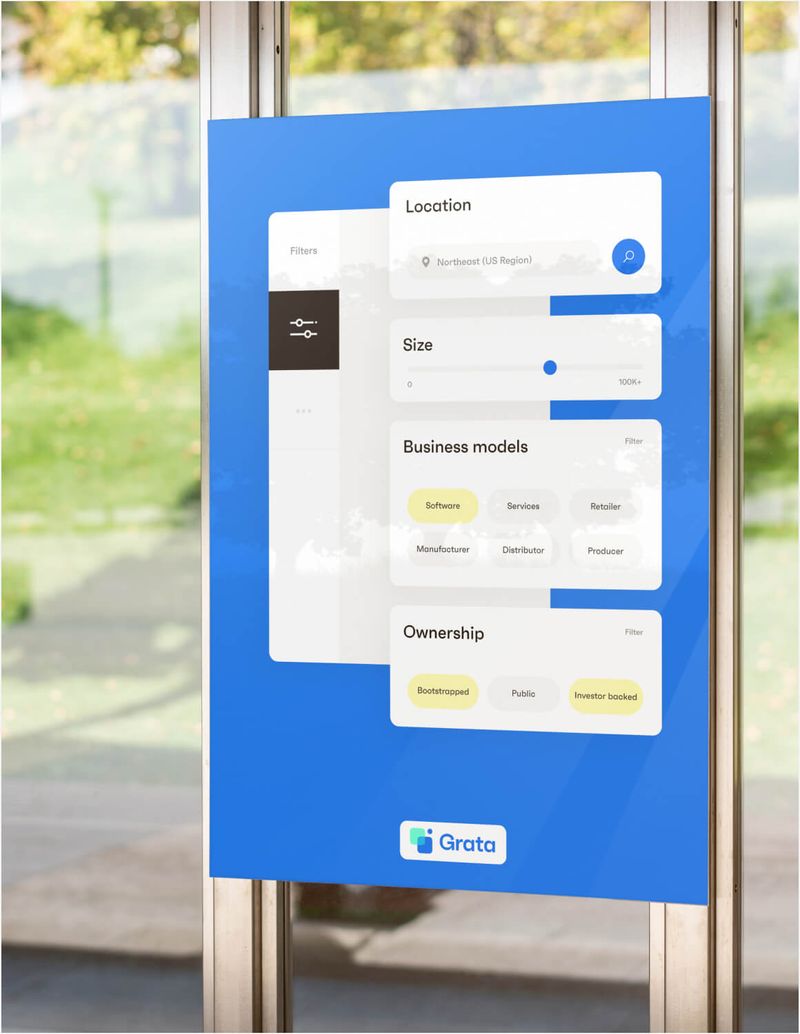 Filters
Location
Northeast (US Region)
Size
0
100K+
Business models
Filter
Software
Services
Retailer
Manufacturer
Distributor
Producer
Ownership
Filter
Bootstrapped
Public
Investor backed
Grata